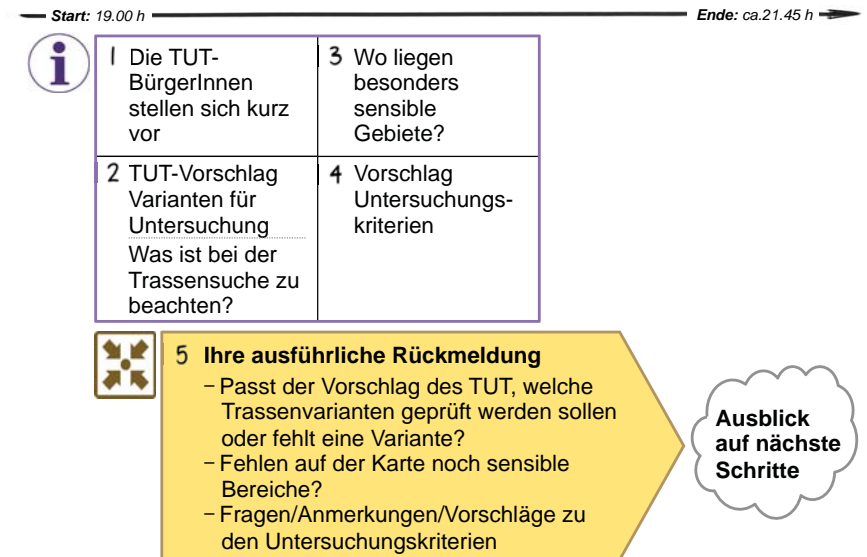 Start: 19.00 h
Ende: ca.21.45 h
i
1 Die TUT-
BürgerInnen
stellen sich kurz
vor
2 TUT-Vorschlag
Varianten für
Untersuchung
Was ist bei der
Trassensuche zu
beachten?
3 Wo liegen
besonders
sensible
Gebiete?
4 Vorschlag
Untersuchungs-
kriterien
5 Ihre ausführliche Rückmeldung
– Passt der Vorschlag des TUT, welche
Trassenvarianten geprüft werden sollen
oder fehlt eine Variante?
– Fehlen auf der Karte noch sensible
Bereiche?
– Fragen/Anmerkungen/Vorschläge zu
den Untersuchungskriterien
Ausblick
auf nächste
Schritte